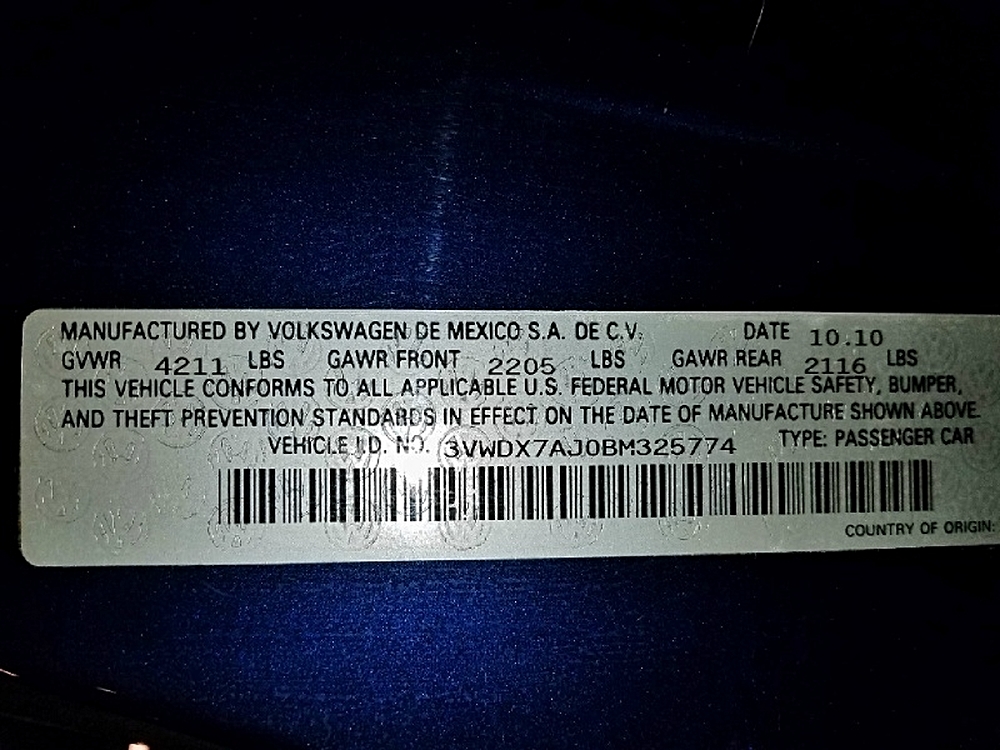 MANUFACTURED BY VOLKSWAGEN DE MEXICO S.A. DE C.V. DATE 10.10
GVWR 4211 LBS GAWR FRONT 2205 LBS GAWR REAR 2116 LBS
THIS VEHICLE CONFORMS TO ALL APPLICABLE U.S. FEDERAL MOTOR VEHICLE SAFETY, BUMPER,
AND THEFT PREVENTION STANDARDS IN EFFECT ON THE DATE OF MANUFACTURE SHOWN ABOVE.
VEHICLE I.D. NO. 3VWDX7AJ0BM325774 TYPE: PASSENGER CAR
COUNTRY OF ORIGIN: